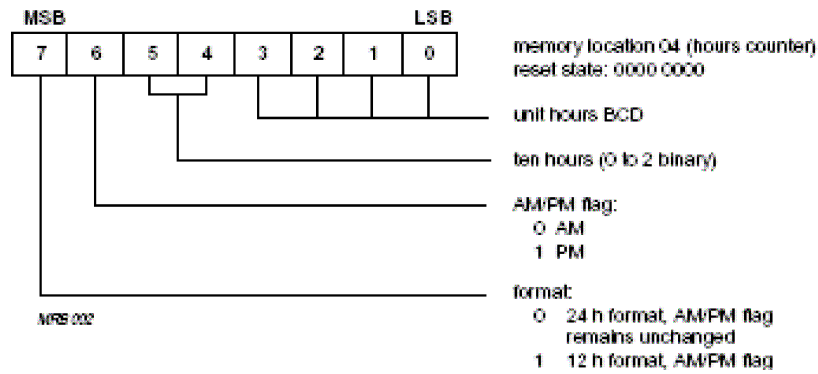 MSB LSB
7 6 5 4 3 2 1 0
memory location 04 (hours counter)
reset state: 0000 0000
unit hours BCD
ten hours (0 to 2 binary)
AM/PM flag:
0 AM
1 PM
format:
0 24 h format, AM/PM flag
remains unchanged
1 12 h format, AM/PM flag
MRB 002